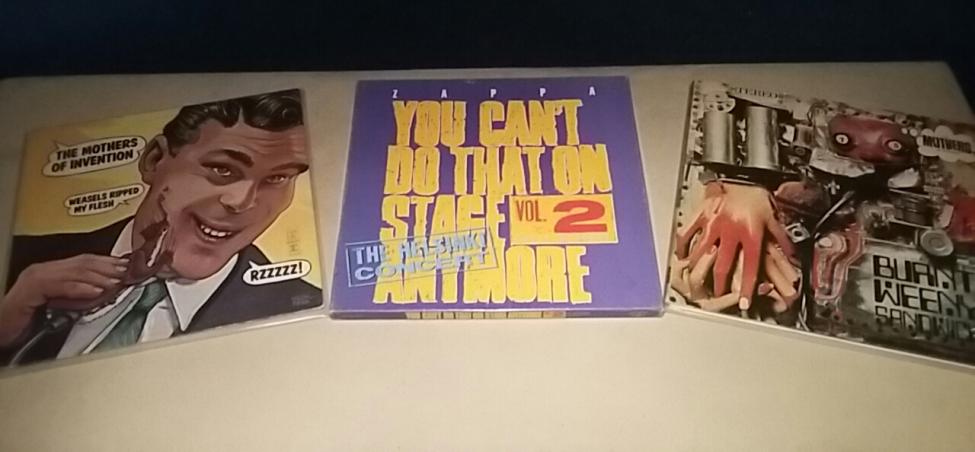 THE MOTHERS
OF INVENTION
WEASELS RIPPED
MY FLESH
RZZZZZ!
ZAPPA
YOU CAN'T
DO THAT ON
STAGE
VOL. 2
THE HELSINKI
CONCERT
ANYMORE
STEREO
MOTHERS
BURNT
WEENY
SANDWICH